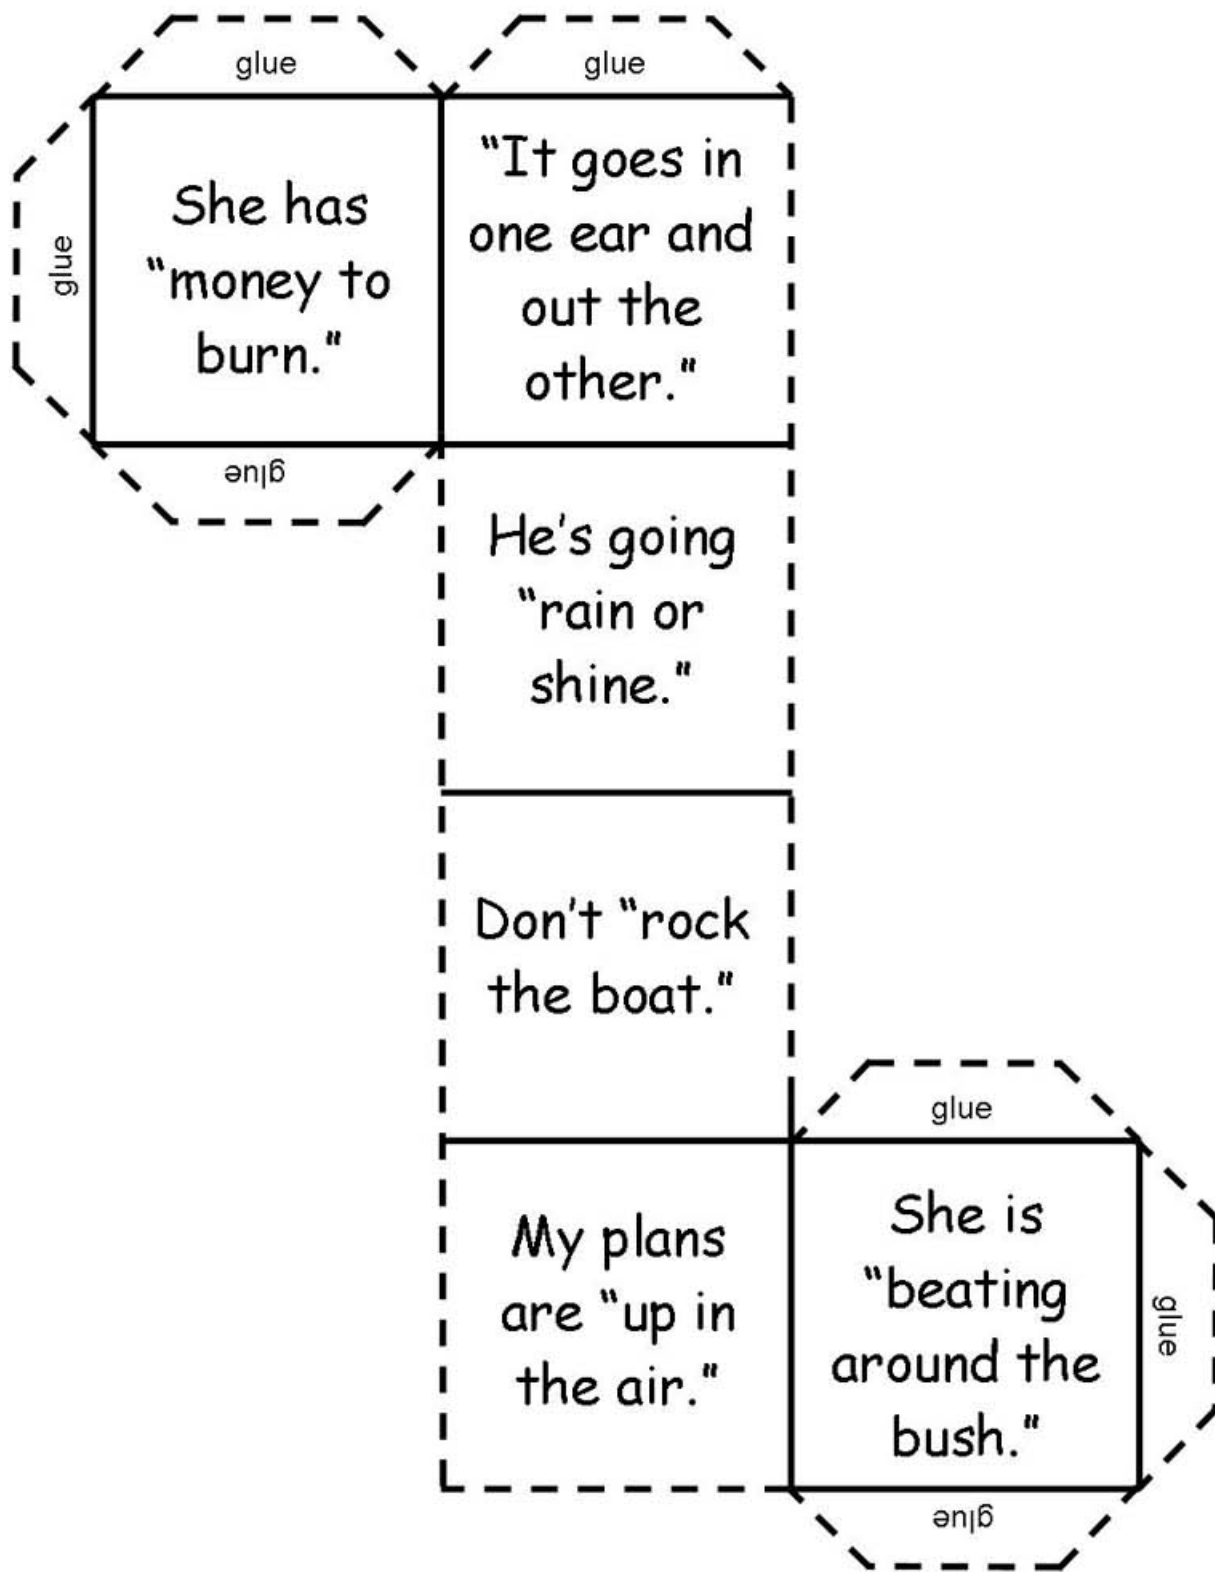 glue
glue
glue
She has
“money to
burn.”
glue
“It goes in
one ear and
out the
other.”
He’s going
“rain or
shine.”
Don’t “rock
the boat.”
My plans
are “up in
the air.”
glue
She is
“beating
around the
bush.”
glue
glue